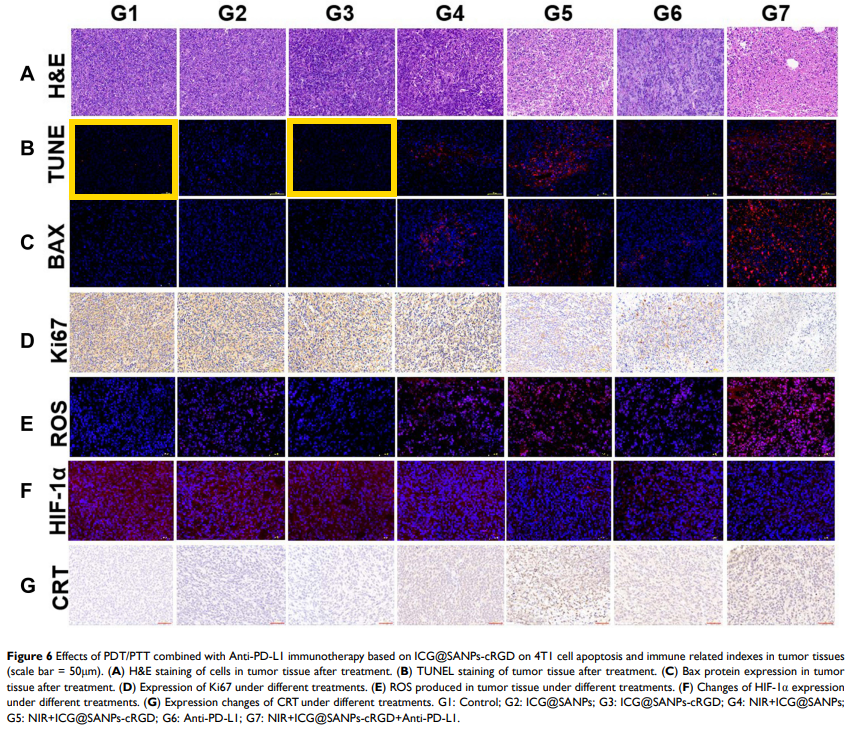 G1 G2 G3 G4 G5 G6 G7
A H&E
B TUNE
C BAX
D Ki67
E ROS
F HIF-1α
G CRT
Figure 6 Effects of PDT/PTT combined with Anti-PD-L1 immunotherapy based on ICG@SANPs-cRGD on 4T1 cell apoptosis and immune related indexes in tumor tissues
(scale bar = 50μm). (A) H&E staining of cells in tumor tissue after treatment. (B) TUNEL staining of tumor tissue after treatment. (C) Bax protein expression in tumor
tissue after treatment. (D) Expression of Ki67 under different treatments. (E) ROS produced in tumor tissue under different treatments. (F) Changes of HIF-1α expression
under different treatments. (G) Expression changes of CRT under different treatments. G1: Control; G2: ICG@SANPs; G3: ICG@SANPs-cRGD; G4: NIR+ICG@SANPs;
G5: NIR+ICG@SANPs-cRGD; G6: Anti-PD-L1; G7: NIR+ICG@SANPs-cRGD+Anti-PD-L1.